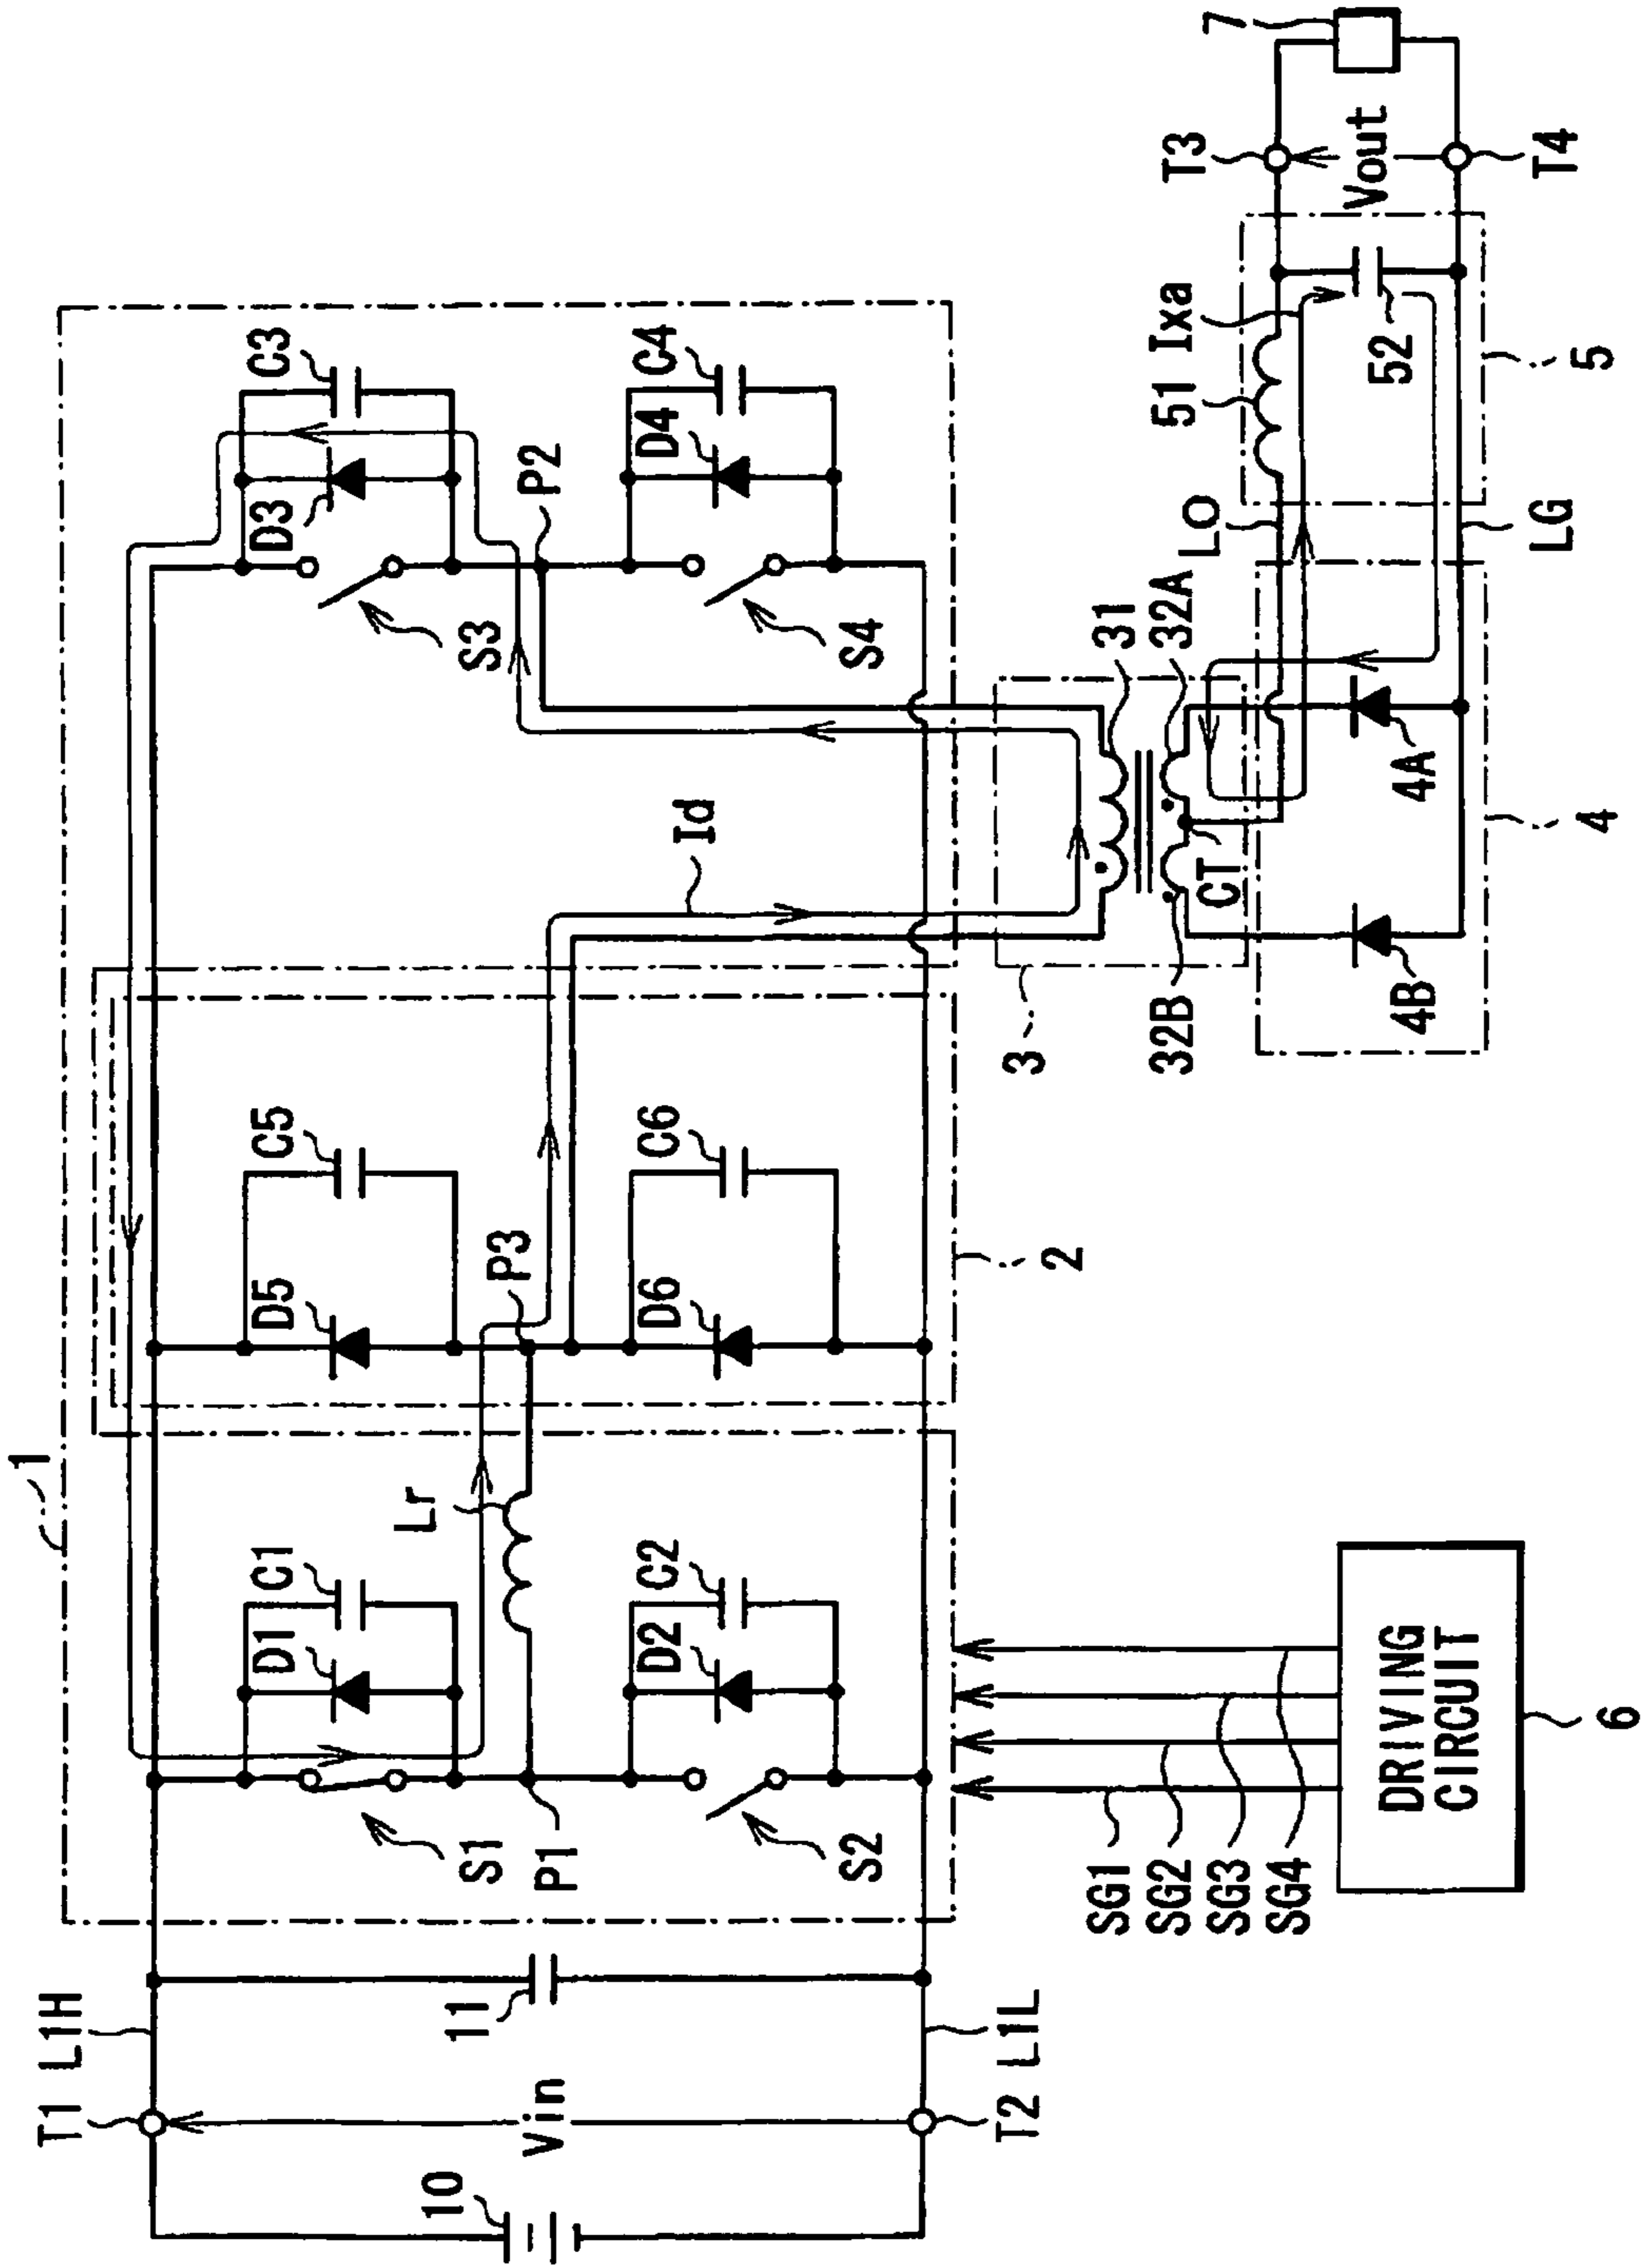 1
T1
L1H
10
Vin
11
T2
L1L
S1
D1
C1
P1
Lr
S2
D2
C2
D5
C5
P3
D6
C6
2
Id
S3
D3
C3
P2
S4
D4
C4
3
31
32A
32B
CT
4
4A
4B
LO
LG
51
Ixa
52
5
T3
Vout
T4
7
SG1
SG2
SG3
SG4
DRIVING
CIRCUIT
6